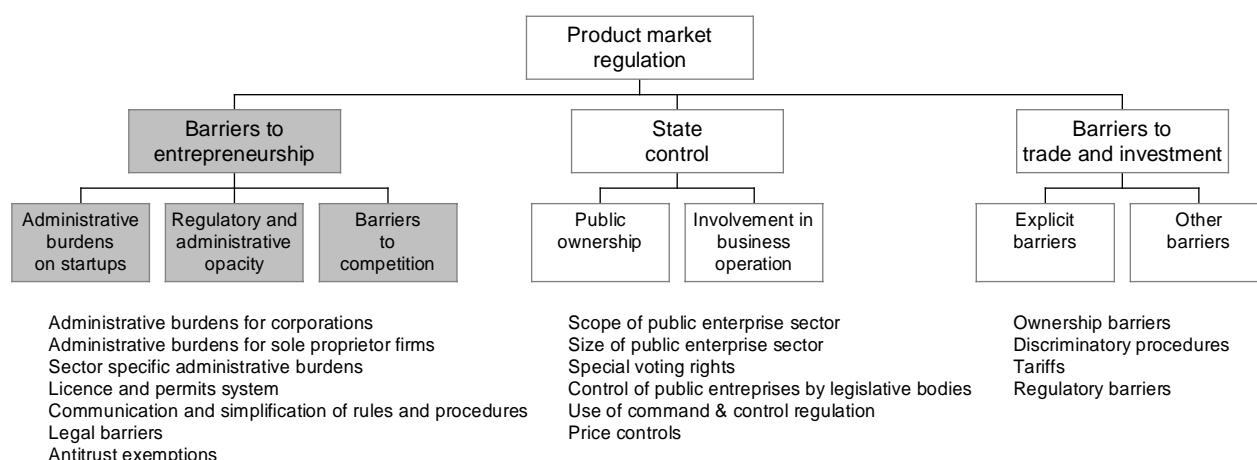 Product market
regulation
Barriers to
entrepreneurship
State
control
Barriers to
trade and investment
Administrative
burdens
on startups
Regulatory and
administrative
opacity
Barriers
to
competition
Public
ownership
Involvement in
business
operation
Explicit
barriers
Other
barriers
Administrative burdens for corporations
Administrative burdens for sole proprietor firms
Sector specific administrative burdens
Licence and permits system
Communication and simplification of rules and procedures
Legal barriers
Antitrust exemptions
Scope of public enterprise sector
Size of public enterprise sector
Special voting rights
Control of public entreprises by legislative bodies
Use of command & control regulation
Price controls
Ownership barriers
Discriminatory procedures
Tariffs
Regulatory barriers